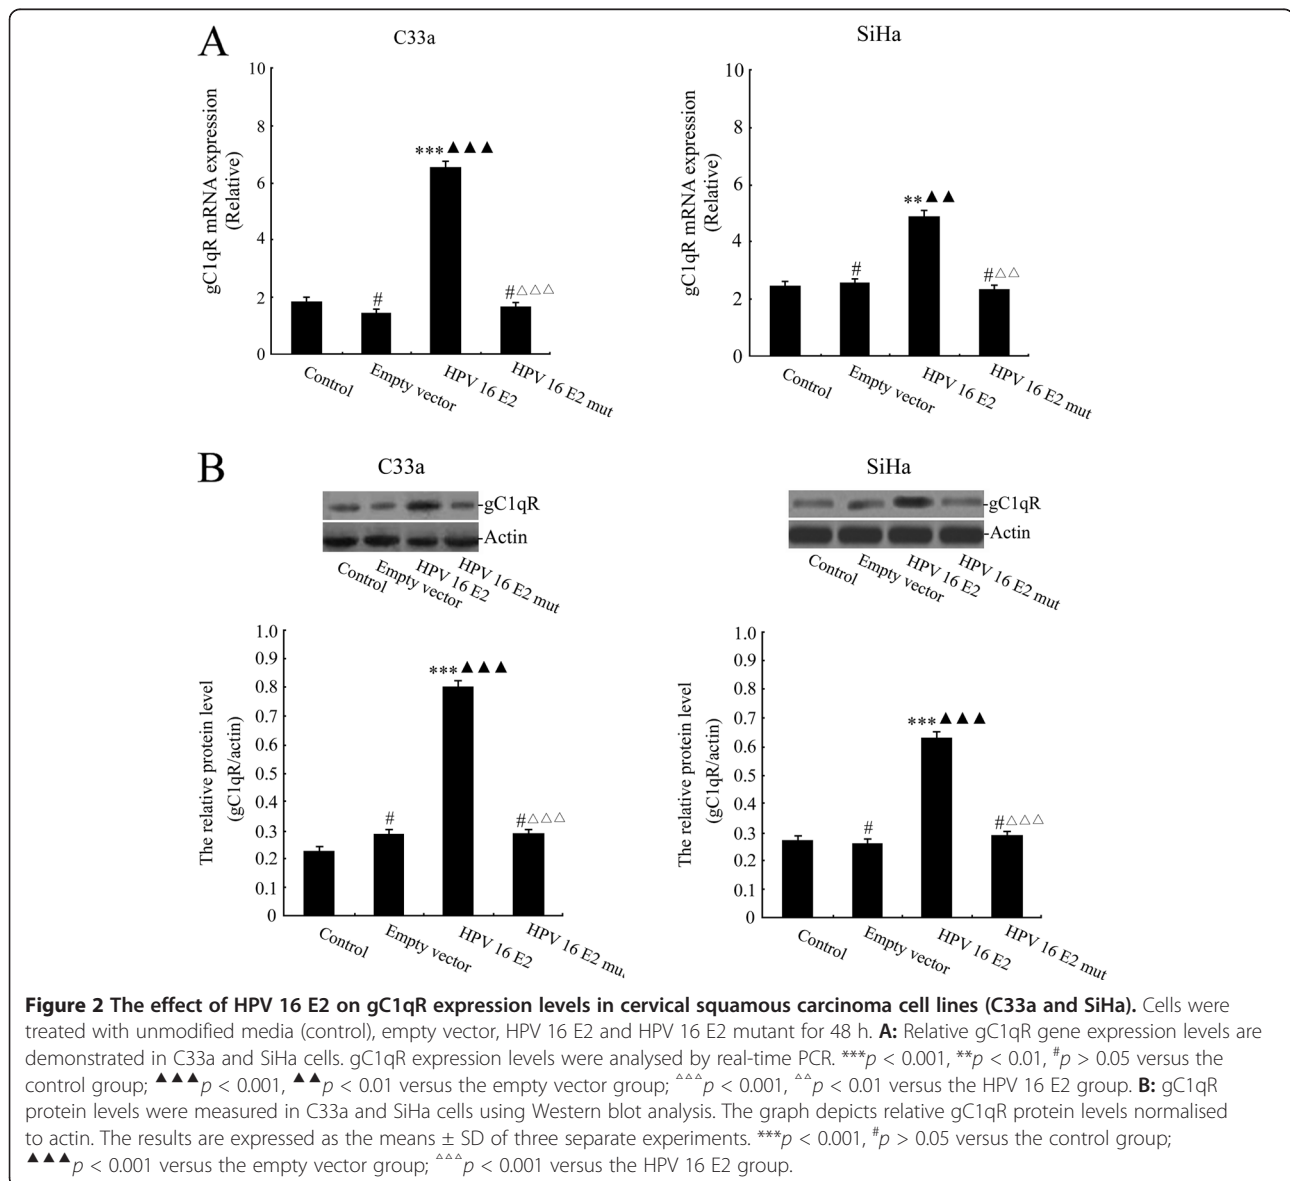 A
C33a
SiHa
gC1qR mRNA expression
(Relative)
10
8
6
4
2
0
***▲▲▲
#
#△△△
Control
Empty vector
HPV 16 E2
HPV 16 E2 mut
gC1qR mRNA expression
(Relative)
10
8
6
4
2
0
**▲▲
#
#△△
Control
Empty vector
HPV 16 E2
HPV 16 E2 mut
B
C33a
-gC1qR
-Actin
Control
Empty vector
HPV 16 E2
HPV 16 E2 mut
SiHa
-gC1qR
-Actin
Control
Empty vector
HPV 16 E2
HPV 16 E2 mut
The relative protein level
(gC1qR/actin)
1.0
0.9
0.8
0.7
0.6
0.5
0.4
0.3
0.2
0.1
0
***▲▲▲
#
#△△△
Control
Empty vector
HPV 16 E2
HPV 16 E2 mu
The relative protein level
(gC1qR/actin)
1.0
0.9
0.8
0.7
0.6
0.5
0.4
0.3
0.2
0.1
0
***▲▲▲
#
#△△△
Control
Empty vector
HPV 16 E2
HPV 16 E2 mut
Figure 2 The effect of HPV 16 E2 on gC1qR expression levels in cervical squamous carcinoma cell lines (C33a and SiHa). Cells were
treated with unmodified media (control), empty vector, HPV 16 E2 and HPV 16 E2 mutant for 48 h. A: Relative gC1qR gene expression levels are
demonstrated in C33a and SiHa cells. gC1qR expression levels were analysed by real-time PCR. ***p < 0.001, **p < 0.01, #p > 0.05 versus the
control group; ▲▲▲p < 0.001, ▲▲p < 0.01 versus the empty vector group; △△△p < 0.001, △△p < 0.01 versus the HPV 16 E2 group. B: gC1qR
protein levels were measured in C33a and SiHa cells using Western blot analysis. The graph depicts relative gC1qR protein levels normalised
to actin. The results are expressed as the means ± SD of three separate experiments. ***p < 0.001, #p > 0.05 versus the control group;
▲▲▲p < 0.001 versus the empty vector group; △△△p < 0.001 versus the HPV 16 E2 group.